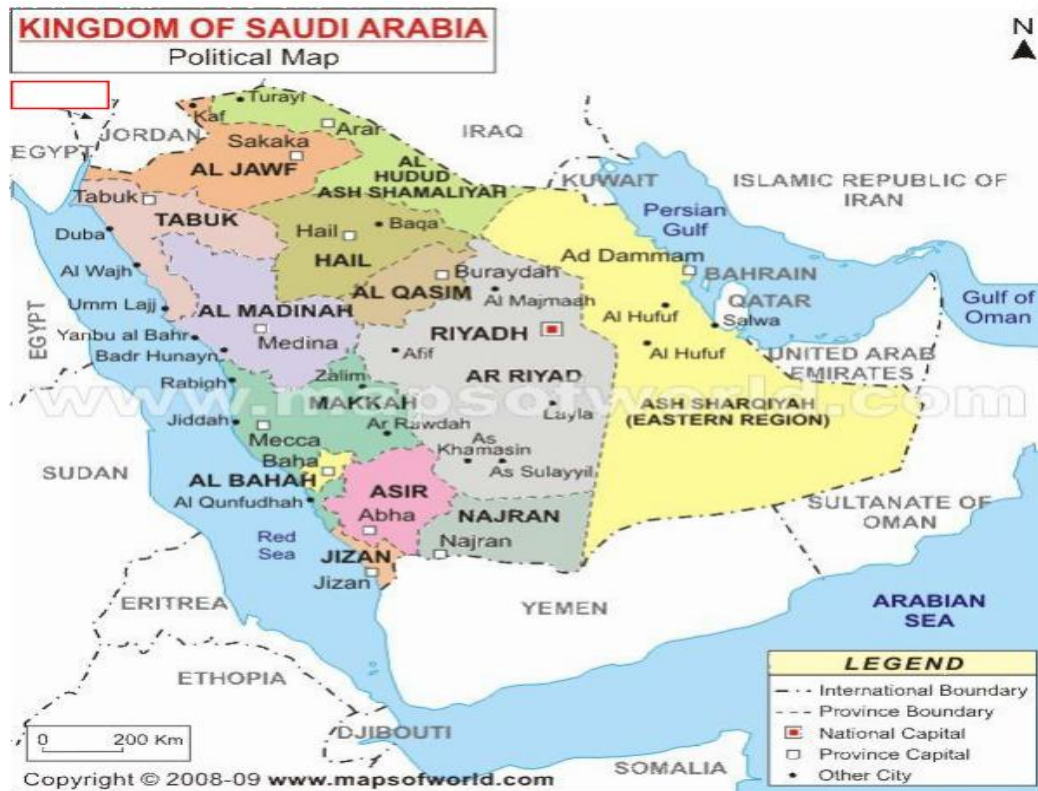 KINGDOM OF SAUDI ARABIA
Political Map
N
Turayf
Kaf
JORDAN
Arar
IRAQ
EGYPT
Sakaka
AL JAWF
AL
HUDUD
ASH SHAMALIYAH
KUWAIT
ISLAMIC REPUBLIC OF
IRAN
Tabuk
TABUK
Persian
Gulf
Duba
Hail
Baqa
HAIL
Ad Dammam
Al Wajh
Buraydah
BAHRAIN
AL QASIM
Al Majmaah
QATAR
Gulf of
Oman
Umm Lajj
AL MADINAH
Al Hufuf
Salwa
EGYPT
Yanbu al Bahr
Medina
RIYADH
Badr Hunayn
Afif
Al Hufuf
UNITED ARAB
EMIRATES
Rabigh
Zalim
AR RIYAD
www.mapsofworld.com
MAKKAH
Layla
ASH SHARQIYAH
(EASTERN REGION)
Jiddah
Mecca
Ar Rawdah
As
Khamasin
SUDAN
Baha
As Sulayyil
AL BAHAH
ASIR
Al Qunfudhah
NAJRAN
SULTANATE OF
OMAN
Abha
Red
Sea
Najran
JIZAN
Jizan
ERITREA
YEMEN
ARABIAN
SEA
ETHIOPIA
LEGEND
International Boundary
Province Boundary
National Capital
Province Capital
Other City
DJIBOUTI
0 200 Km
SOMALIA
Copyright © 2008-09 www.mapsofworld.com